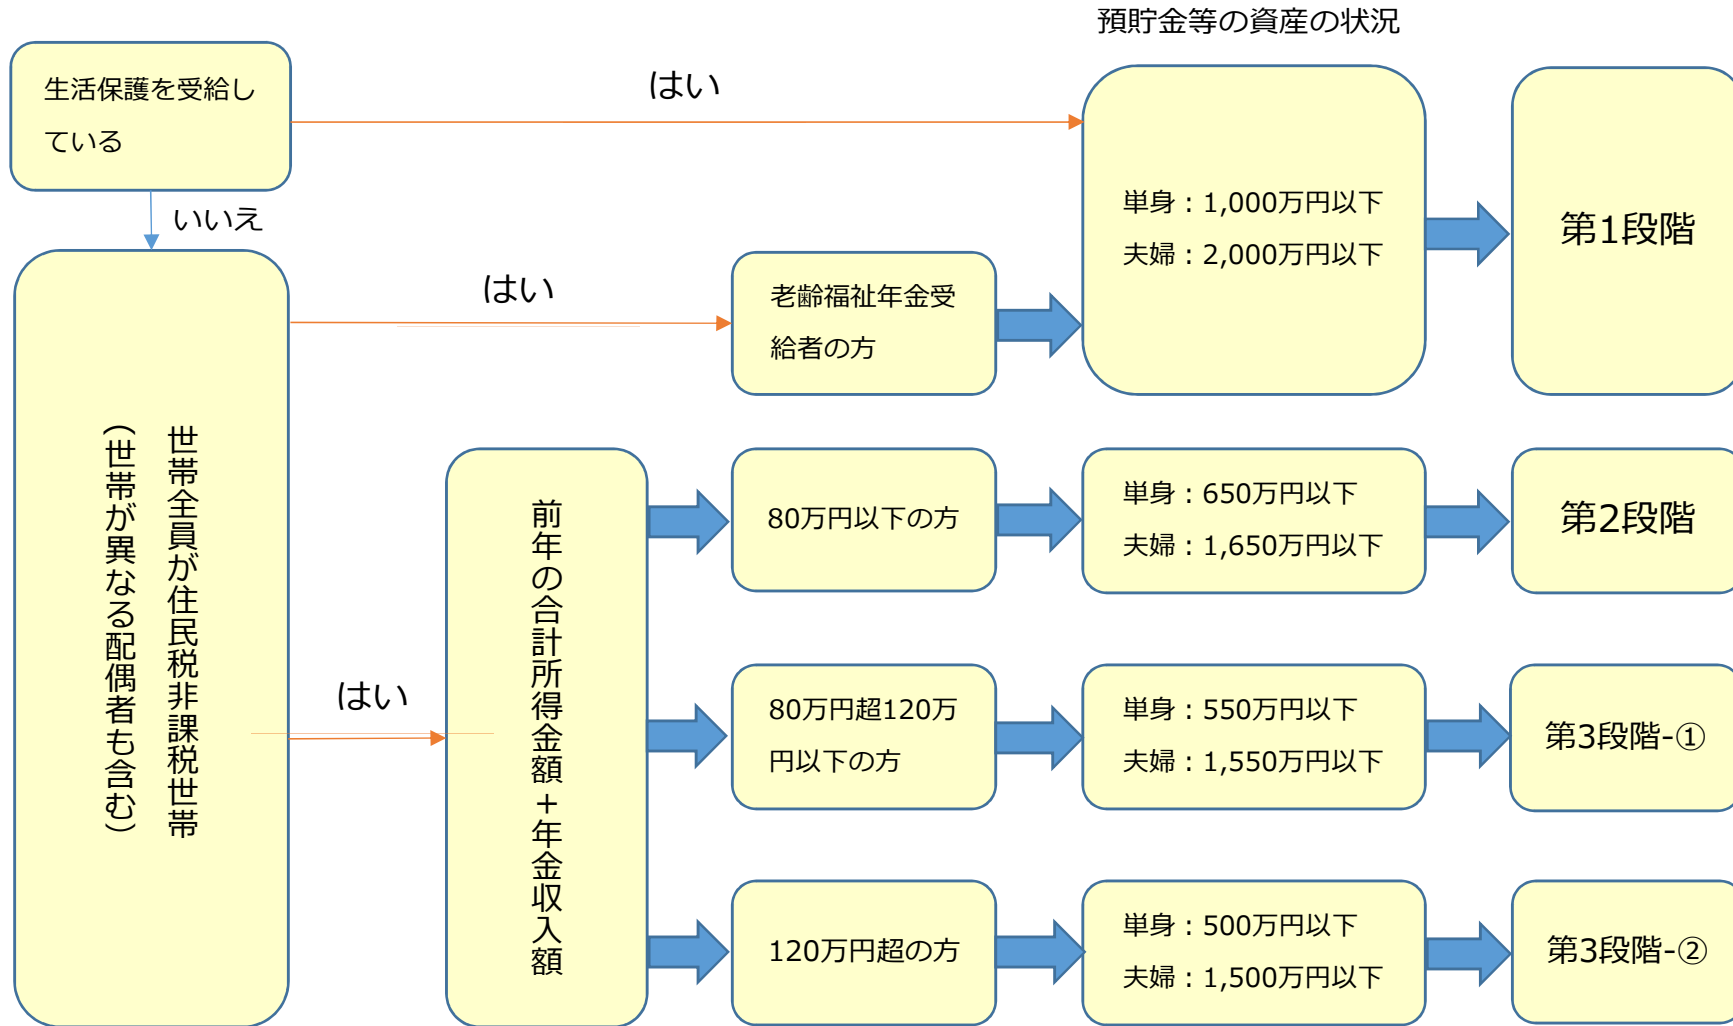 預貯金等の資産の状況
生活保護を受給し
ている
はい
単身：1,000万円以下
夫婦：2,000万円以下
第1段階
いいえ
世帯全員が住民税非課税世帯
（世帯が異なる配偶者も含む）
はい
老齢福祉年金受
給者の方
はい
前年の合計所得金額＋年金収入額
80万円以下の方
単身：650万円以下
夫婦：1,650万円以下
第2段階
80万円超120万
円以下の方
単身：550万円以下
夫婦：1,550万円以下
第3段階-①
120万円超の方
単身：500万円以下
夫婦：1,500万円以下
第3段階-②